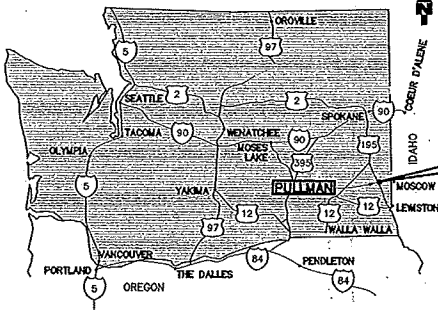 N
OROVILLE
5
97
COEUR D'ALENE
SEATTLE
2
2
SPOKANE
90
TACOMA
90
WENATCHEE
90
195
IDAHO
OLYMPIA
MOSES
LAKE
395
5
YAKIMA
PULLMAN
MOSCOW
12
12
12
LEWISTON
97
WALLA WALLA
VANCOUVER
84
PENDLETON
PORTLAND
THE DALLES
84
5
OREGON